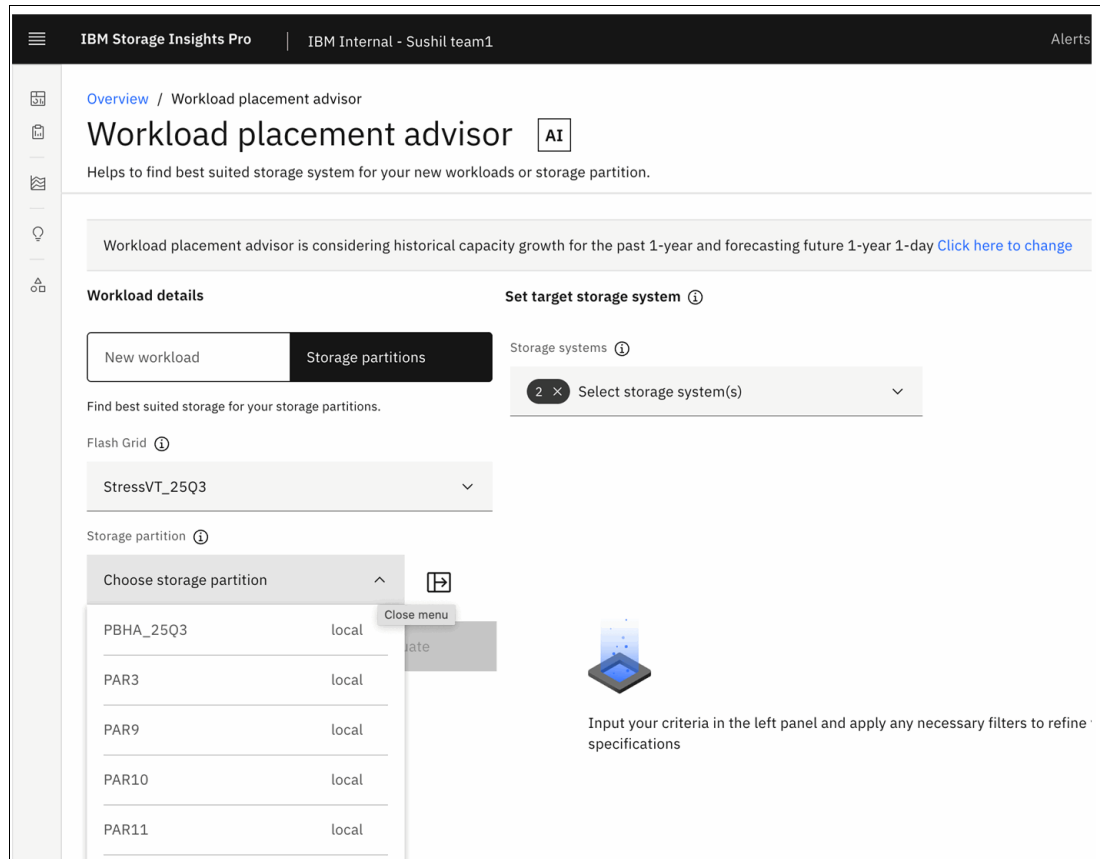 IBM Storage Insights Pro
IBM Internal - Sushil team1
Alerts
Overview / Workload placement advisor
Workload placement advisor
AI
Helps to find best suited storage system for your new workloads or storage partition.
Workload placement advisor is considering historical capacity growth for the past 1-year and forecasting future 1-year 1-day Click here to change
Workload details
New workload
Storage partitions
Find best suited storage for your storage partitions.
Flash Grid
StressVT_25Q3
Storage partition
Choose storage partition
Close menu
PBHA_25Q3 local
PAR3 local
PAR9 local
PAR10 local
PAR11 local
Set target storage system
Storage systems
2 × Select storage system(s)
Input your criteria in the left panel and apply any necessary filters to refine
specifications